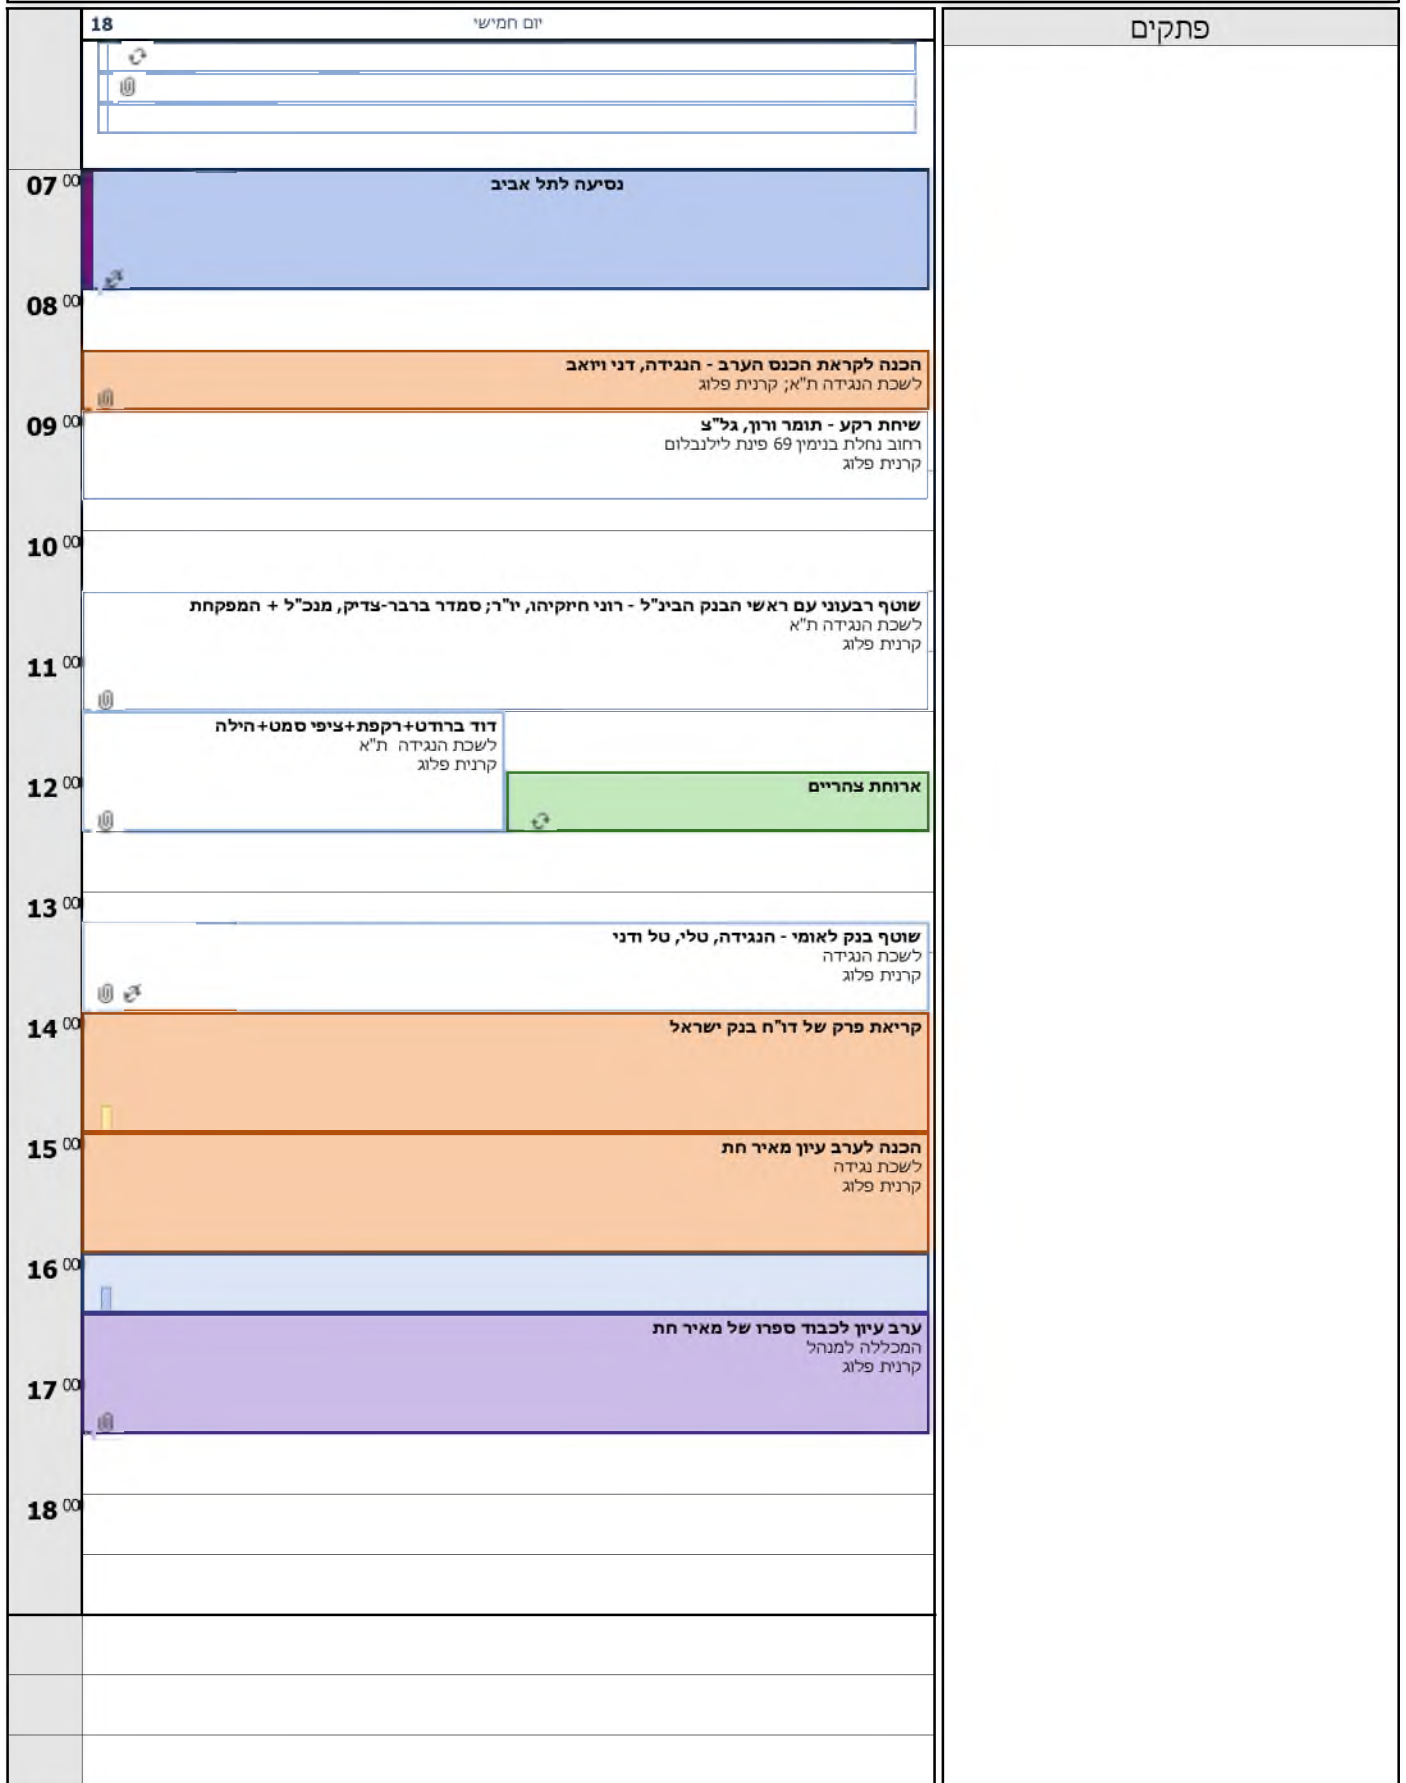 18
יום חמישי
פתקים
07 00
נסיעה לתל אביב
08 00
הכנה לקראת הכנס הערב - הנגידה, דני ויואב
לשכת הנגידה ת"א; קרנית פלוג
09 00
שיחת רקע - תומר ורון, גל"צ
רחוב נחלת בנימין 69 פינת לילנבלום
קרנית פלוג
10 00
שוטף רבעוני עם ראשי הבנק הבינ"ל - רוני חיזקיהו, יו"ר; סמדר ברבר-צדיק, מנכ"ל + המפקחת
לשכת הנגידה ת"א
קרנית פלוג
11 00
דוד ברודט+רקפת+ציפי סמט+הילה
לשכת הנגידה ת"א
קרנית פלוג
12 00
ארוחת צהריים
13 00
שוטף בנק לאומי - הנגידה, טלי, טל ודני
לשכת הנגידה
קרנית פלוג
14 00
קריאת פרק של דו"ח בנק ישראל
15 00
הכנה לערב עיון מאיר חת
לשכת נגידה
קרנית פלוג
16 00
ערב עיון לכבוד ספרו של מאיר חת
המכללה למנהל
קרנית פלוג
17 00
18 00